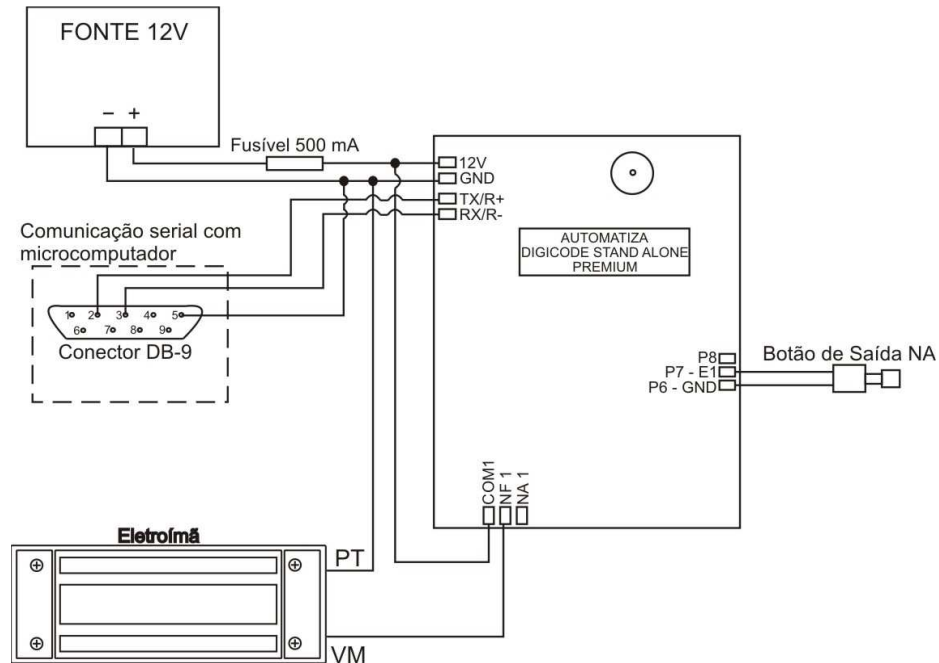 FONTE 12V
− +
Fusível 500 mA
12V
GND
TX/R+
RX/R-
Comunicação serial com
microcomputador
1 2 3 4 5
6 7 8 9
Conector DB-9
AUTOMATIZA
DIGICODE STAND ALONE
PREMIUM
P8
P7 - E1
P6 - GND
Botão de Saída NA
COM1
NF 1
NA 1
Eletroímã
PT
VM